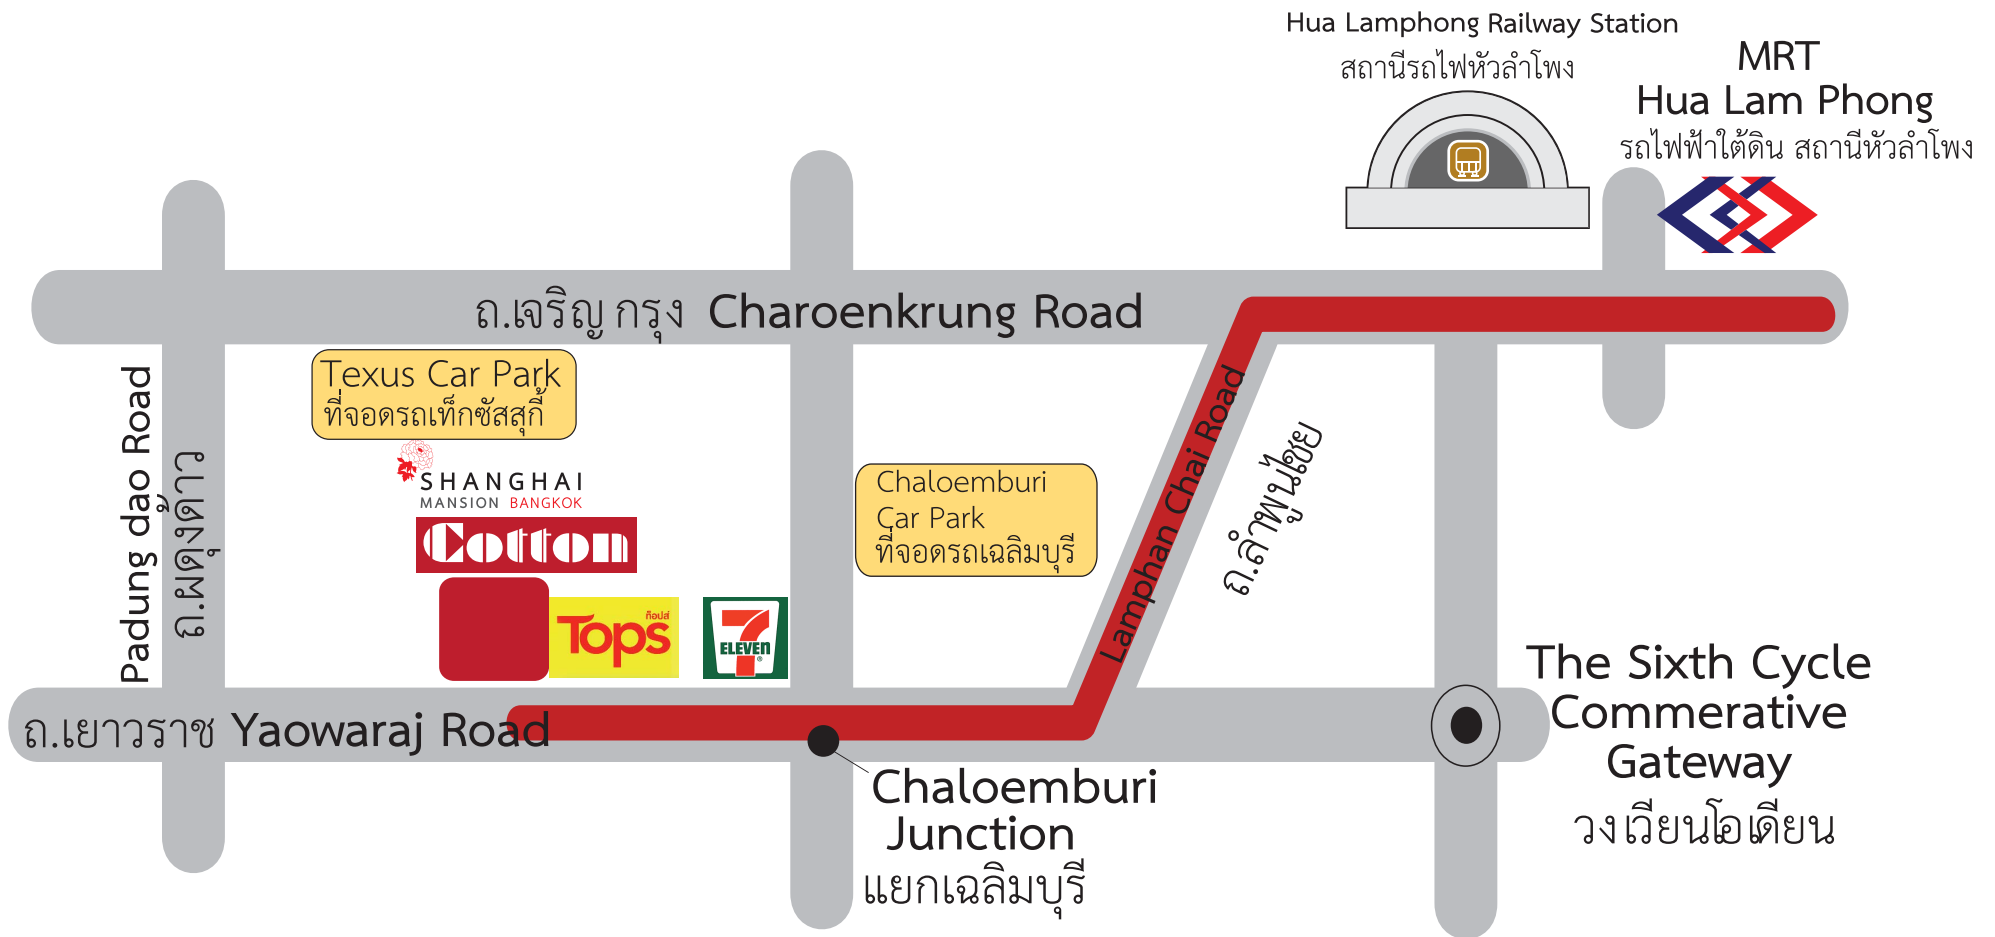 Hua Lamphong Railway Station
สถานีรถไฟหัวลำโพง
MRT
Hua Lam Phong
รถไฟฟ้าใต้ดิน สถานีหัวลำโพง
ถ.เจริญ กรุง Charoenkrung Road
Texus Car Park
ที่จอดรถเท็กซัสสุกี้
Padung dao Road
ถ.ผดุงด้าว
SHANGHAI
MANSION BANGKOK
Cotton
ท็อปส์
Tops
7
ELEVEN
®
Chaloemburi
Car Park
ที่จอดรถเฉลิมบุรี
Lamphan Chai Road
ถ.ลำพูนไชย
ถ.เยาวราช Yaowaraj Road
Chaloemburi
Junction
แยกเฉลิมบุรี
The Sixth Cycle
Commerative
Gateway
วงเวียนโอเดียน